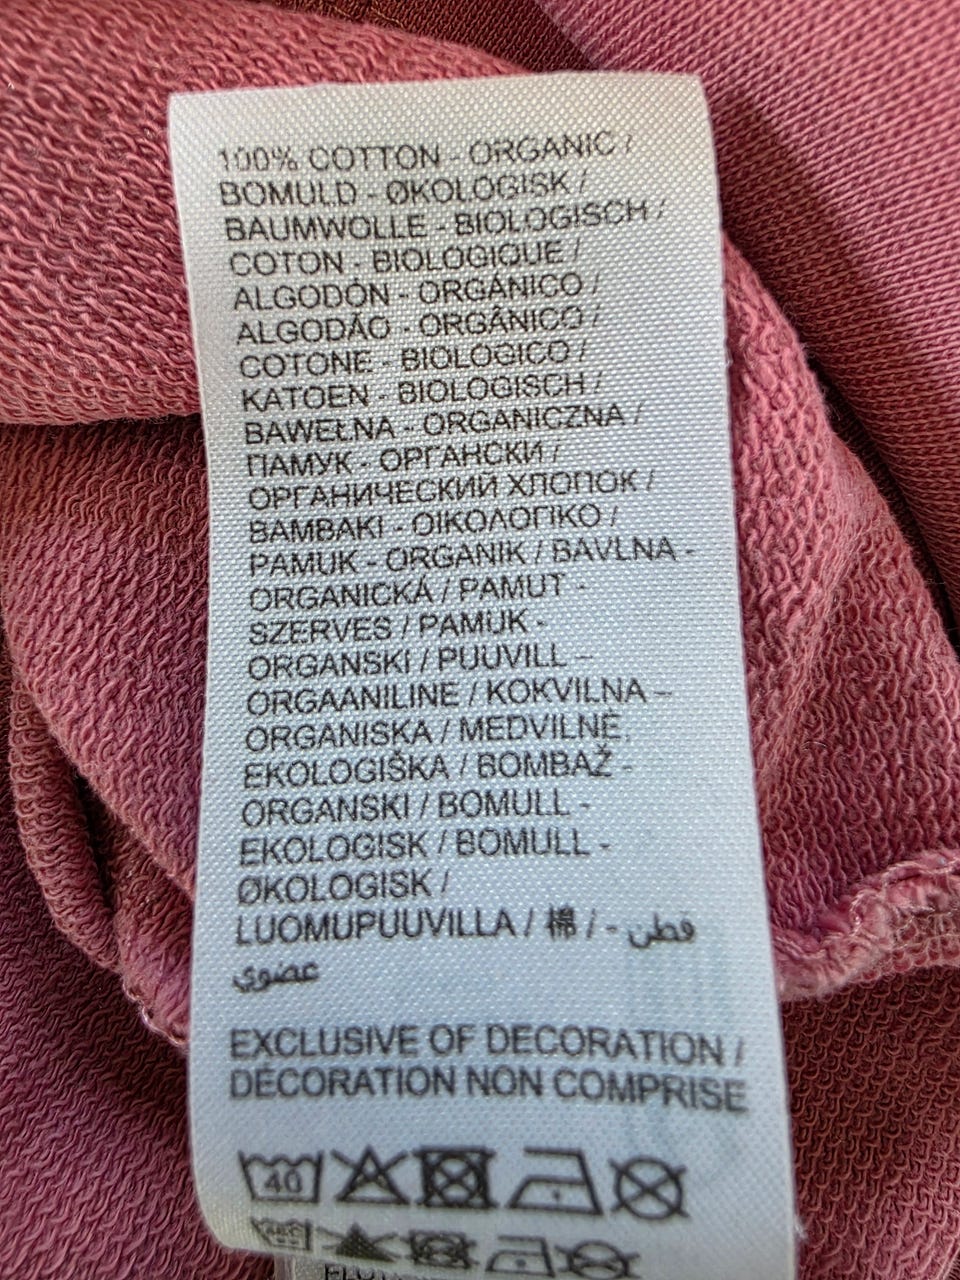 100% COTTON - ORGANIC /
BOMULD - ØKOLOGISK /
BAUMWOLLE - BIOLOGISCH /
COTON - BIOLOGIQUE /
ALGODÓN - ORGÁNICO /
ALGODÃO - ORGÂNICO /
COTONE - BIOLOGICO /
KATOEN - BIOLOGISCH /
BAWEŁNA - ORGANICZNA /
ПАМУК - ОРГАНСКИ /
ОРГАНИЧЕСКИЙ ХЛОПОК /
ΒΑΜΒΑΚΙ - ΟΙΚΟΛΟΓΙΚΟ /
PAMUK - ORGANIK / BAVLNA -
ORGANICKÁ / PAMUT -
SZERVES / PAMUK -
ORGANSKI / PUUVILL –
ORGAANILINE / KOKVILNA –
ORGANISKA / MEDVILNĖ,
EKOLOGIŠKA / BOMBAŽ -
ORGANSKI / BOMULL -
EKOLOGISK / BOMULL -
ØKOLOGISK /
LUOMUPUUVILLA / 棉 / قطن -
عضوي
EXCLUSIVE OF DECORATION /
DÉCORATION NON COMPRISE
40